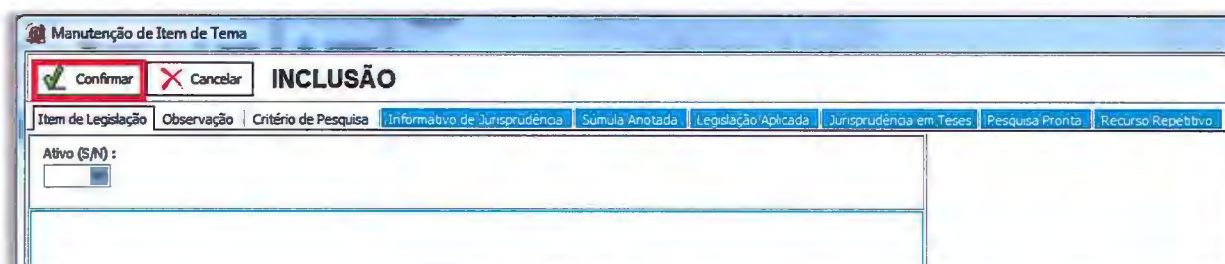 Manutenção de Item de Tema
Confirmar Cancelar INCLUSÃO
Item de Legislação Observação Critério de Pesquisa Informativo de Jurisprudência Súmula Anotada Legislação Aplicada Jurisprudência em Teses Pesquisa Pronta Recurso Repetitivo
Ativo (S/N) :